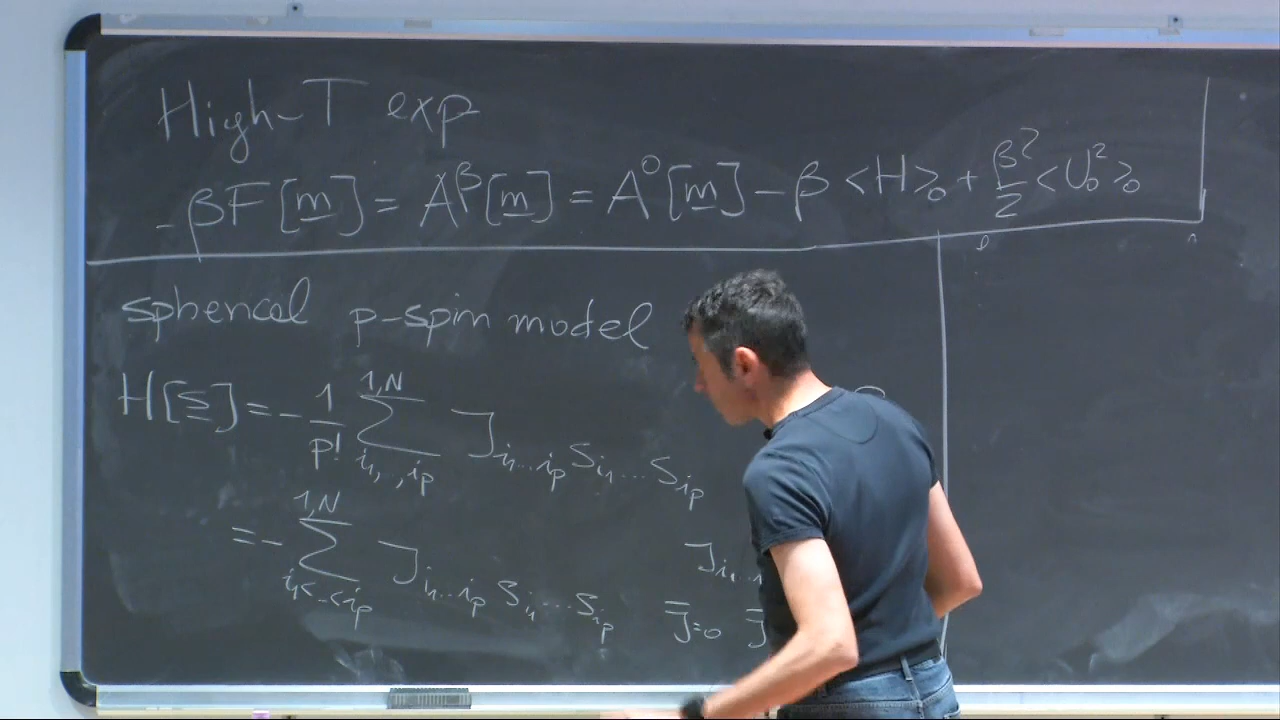 High-T exp
-βF[m] = A^β[m] = A^0[m] - β <H>_0 + β²/2 <U_0²>_0
spherical p-spin model
H[s] = - 1/p! Σ_{i_1,..,i_p}^{1,N} J_{i_1...i_p} s_{i_1}...s_{i_p}
= - Σ_{i_1<..<i_p}^{1,N} J_{i_1...i_p} s_{i_1}...s_{i_p}
J̄=0